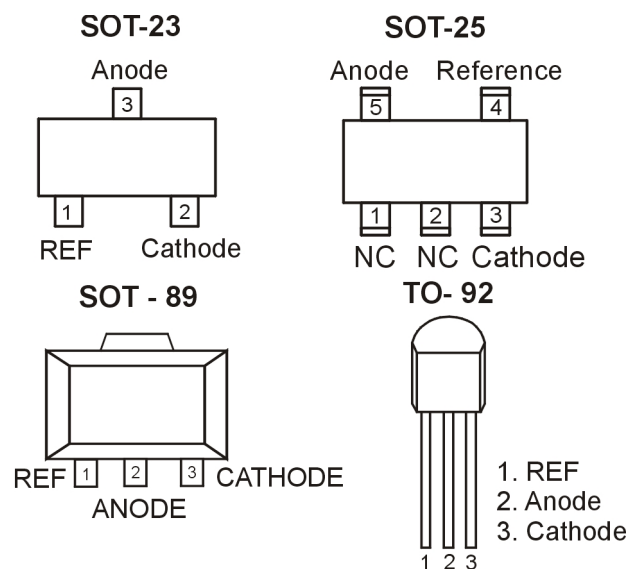 SOT-23
Anode
3
1 2
REF Cathode
SOT-25
Anode Reference
5 4
1 2 3
NC NC Cathode
SOT - 89
REF 1 2 3 CATHODE
ANODE
TO- 92
1. REF
2. Anode
3. Cathode
1 2 3